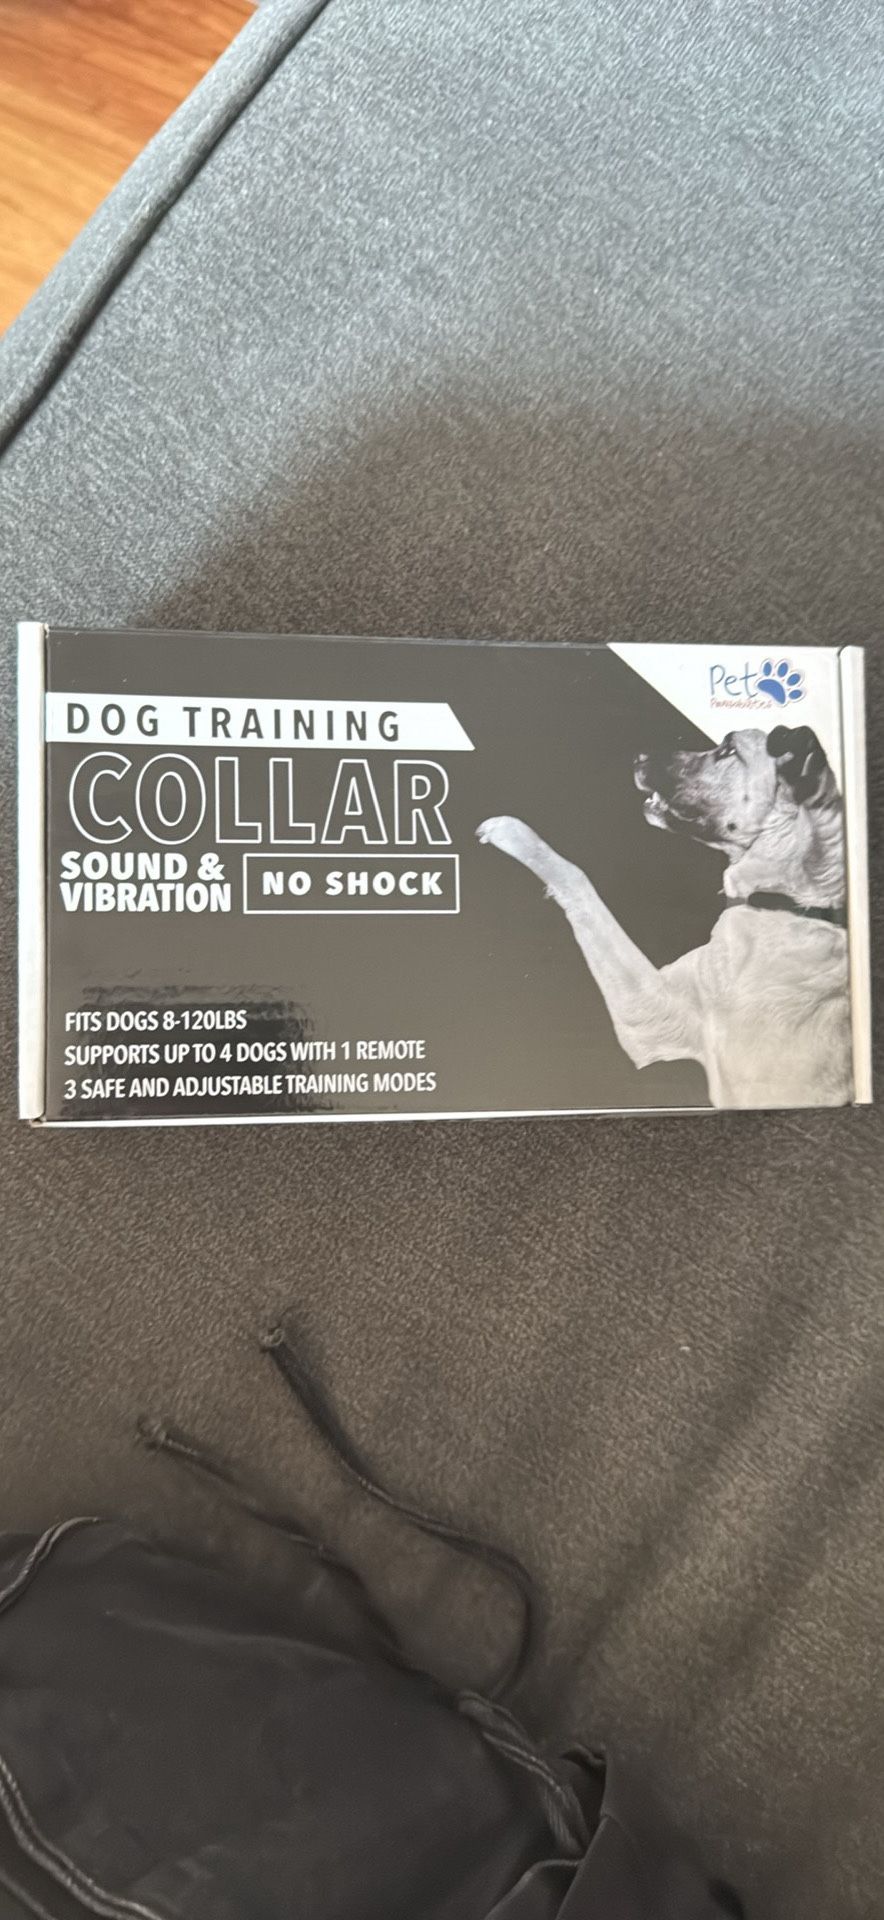 Pet
Pawsabilities
DOG TRAINING
COLLAR
SOUND &
VIBRATION
NO SHOCK
FITS DOGS 8-120LBS
SUPPORTS UP TO 4 DOGS WITH 1 REMOTE
3 SAFE AND ADJUSTABLE TRAINING MODES